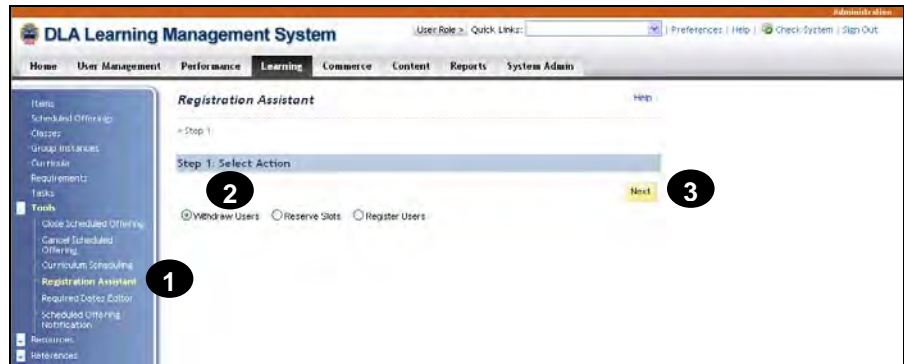 Administration
DLA Learning Management System
User Role > Quick Links:
Preferences | Help | Check System | Sign Out
Home User Management Performance Learning Commerce Content Reports System Admin
Items
Scheduled Offerings
Classes
Group Instances
Curricula
Requirements
Tasks
Tools
Close Scheduled Offering
Cancel Scheduled
Offering
Curriculum Scheduling
Registration Assistant
Required Dates Editor
Scheduled Offering
Notification
Resources
References
Registration Assistant
Help
Step 1
Step 1: Select Action
2
Next
3
Withdraw Users Reserve Slots Register Users
1